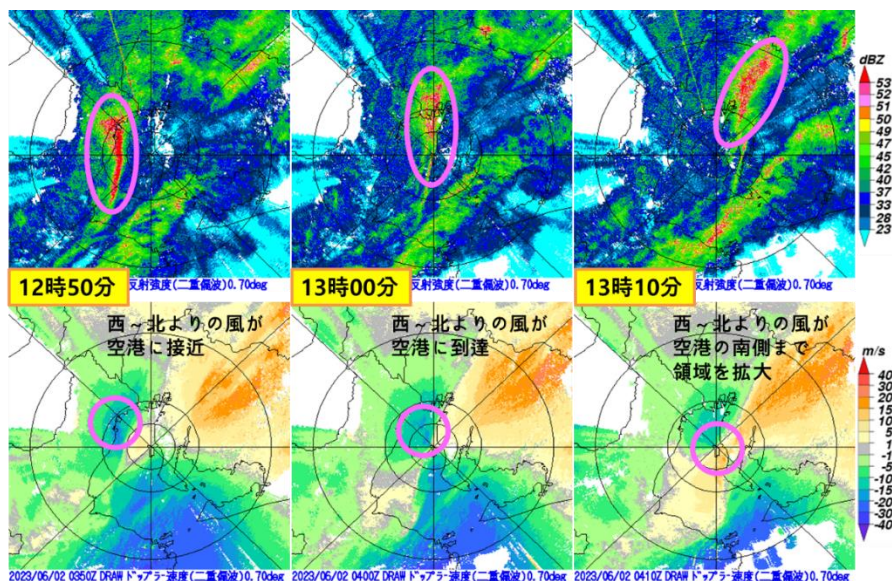 dBZ
53
52
51
50
49
47
45
42
40
37
33
28
23
12時50分
反射強度(二重偏波)0.70deg
13時00分
反射強度(二重偏波)0.70deg
13時10分
反射強度(二重偏波)0.70deg
西~北よりの風が
空港に接近
西~北よりの風が
空港に到達
西~北よりの風が
空港の南側まで
領域を拡大
m/s
40
30
20
15
10
5
1
-1
-5
-10
-15
-20
-30
-40
2023/06/02 0350Z DRAW ドップラー速度(二重偏波)0.70deg
2023/06/02 0400Z DRAW ドップラー速度(二重偏波)0.70deg
2023/06/02 0410Z DRAW ドップラー速度(二重偏波)0.70deg